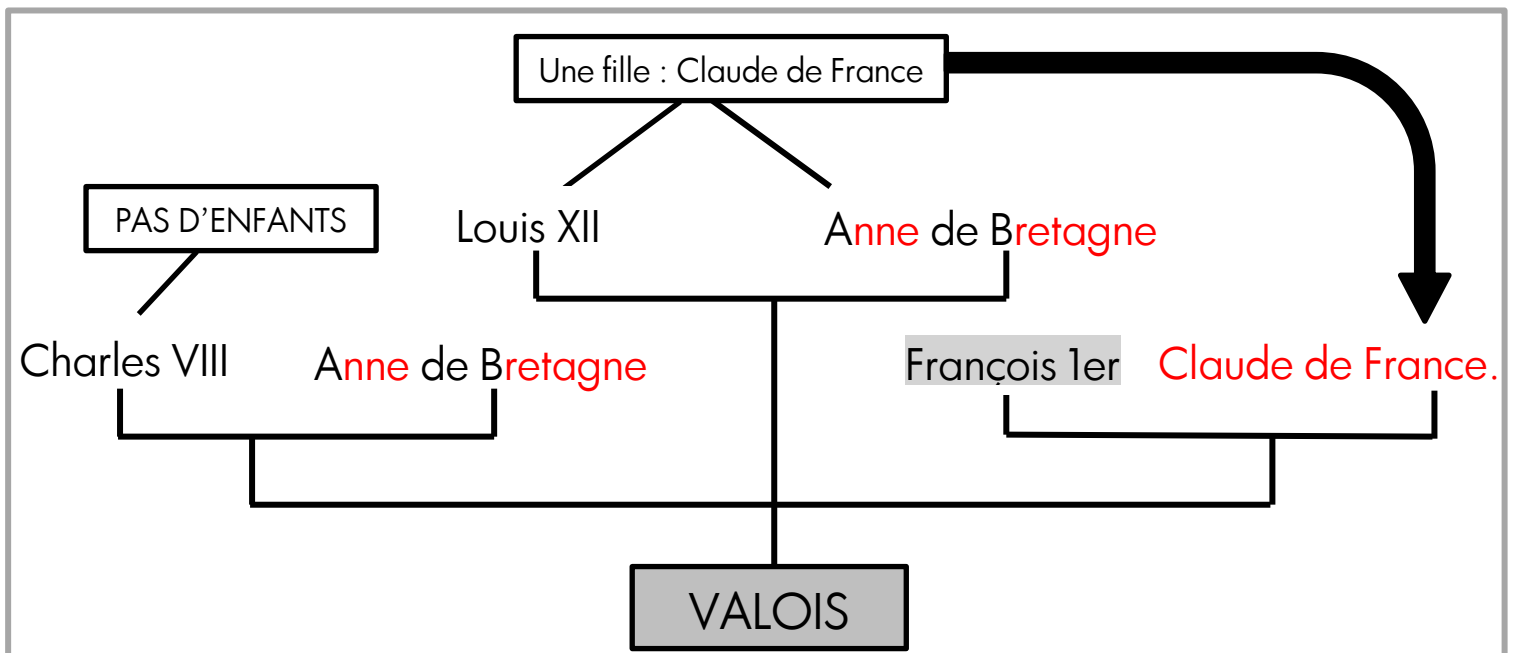 Une fille : Claude de France
PAS D'ENFANTS
Louis XII
Anne de Bretagne
Charles VIII
Anne de Bretagne
François 1er
Claude de France.
VALOIS